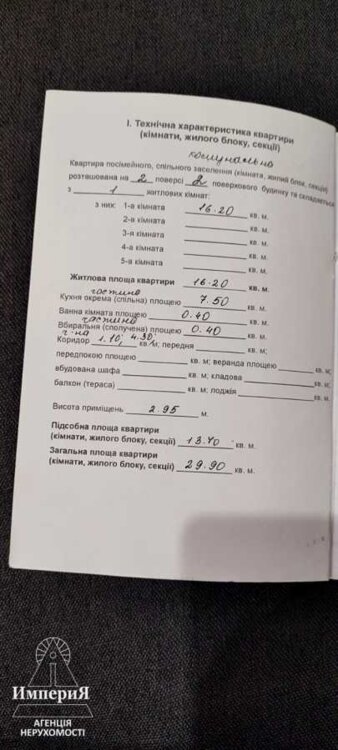 I. Технічна характеристика квартири
(кімнати, жилого блоку, секції)
комунальна
Квартира посімейного, спільного заселення (кімната, жилий блок, секція)
розташована на 2 поверсі 2 поверхового будинку та складається
з 1 житлових кімнат:
з них: 1-а кімната 16.20 кв. м.
2-а кімната кв. м.
3-я кімната кв. м.
4-а кімната кв. м.
5-а кімната кв. м.
Житлова площа квартири 16.20 кв. м.
частина
Кухня окрема (спільна) площею 7.50 кв. м.
Ванна кімната площею 0.40 кв. м.
частина
Вбиральня (сполучена) площею 0.40 кв. м.
ч-на
Коридор 1.10; 4.30; кв. м; передня кв. м.
передпокою площею кв. м; веранда площею кв. м;
вбудована шафа кв. м; кладова кв. м.
балкон (тераса) кв. м; лоджія кв. м.
Висота приміщень 2.95 м.
Підсобна площа квартири
(кімнати, жилого блоку, секції) 13.70 кв. м.
Загальна площа квартири
(кімнати, жилого блоку, секції) 29.90 кв. м.
ИмпериЯ
АГЕНЦІЯ
НЕРУХОМОСТІ